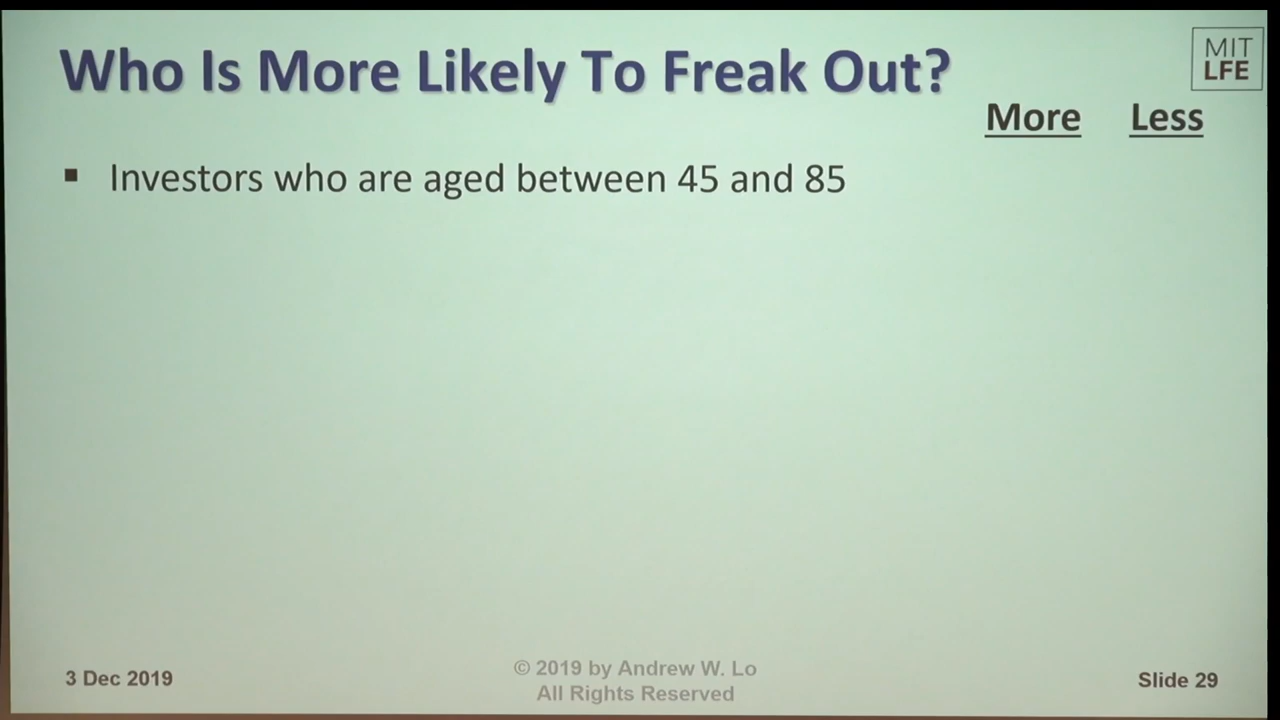 Who Is More Likely To Freak Out?
MIT
LFE
More Less
▪ Investors who are aged between 45 and 85
3 Dec 2019
© 2019 by Andrew W. Lo
All Rights Reserved
Slide 29